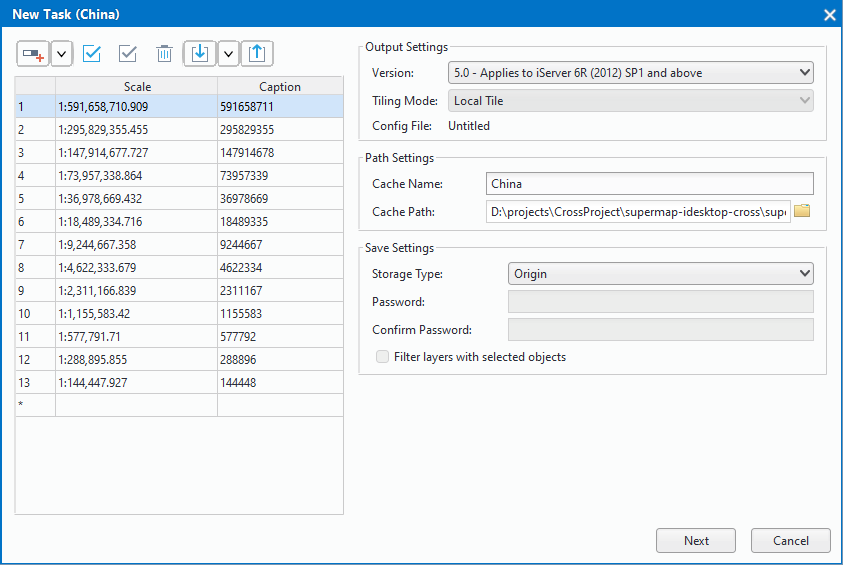 New Task (China)
Scale Caption
1 1:591,658,710.909 591658711
2 1:295,829,355.455 295829355
3 1:147,914,677.727 147914678
4 1:73,957,338.864 73957339
5 1:36,978,669.432 36978669
6 1:18,489,334.716 18489335
7 1:9,244,667.358 9244667
8 1:4,622,333.679 4622334
9 1:2,311,166.839 2311167
10 1:1,155,583.42 1155583
11 1:577,791.71 577792
12 1:288,895.855 288896
13 1:144,447.927 144448
*
Output Settings
Version: 5.0 - Applies to iServer 6R (2012) SP1 and above
Tiling Mode: Local Tile
Config File: Untitled
Path Settings
Cache Name: China
Cache Path: D:\projects\CrossProject\supermap-idesktop-cross\supe
Save Settings
Storage Type: Origin
Password:
Confirm Password:
Filter layers with selected objects
Next Cancel